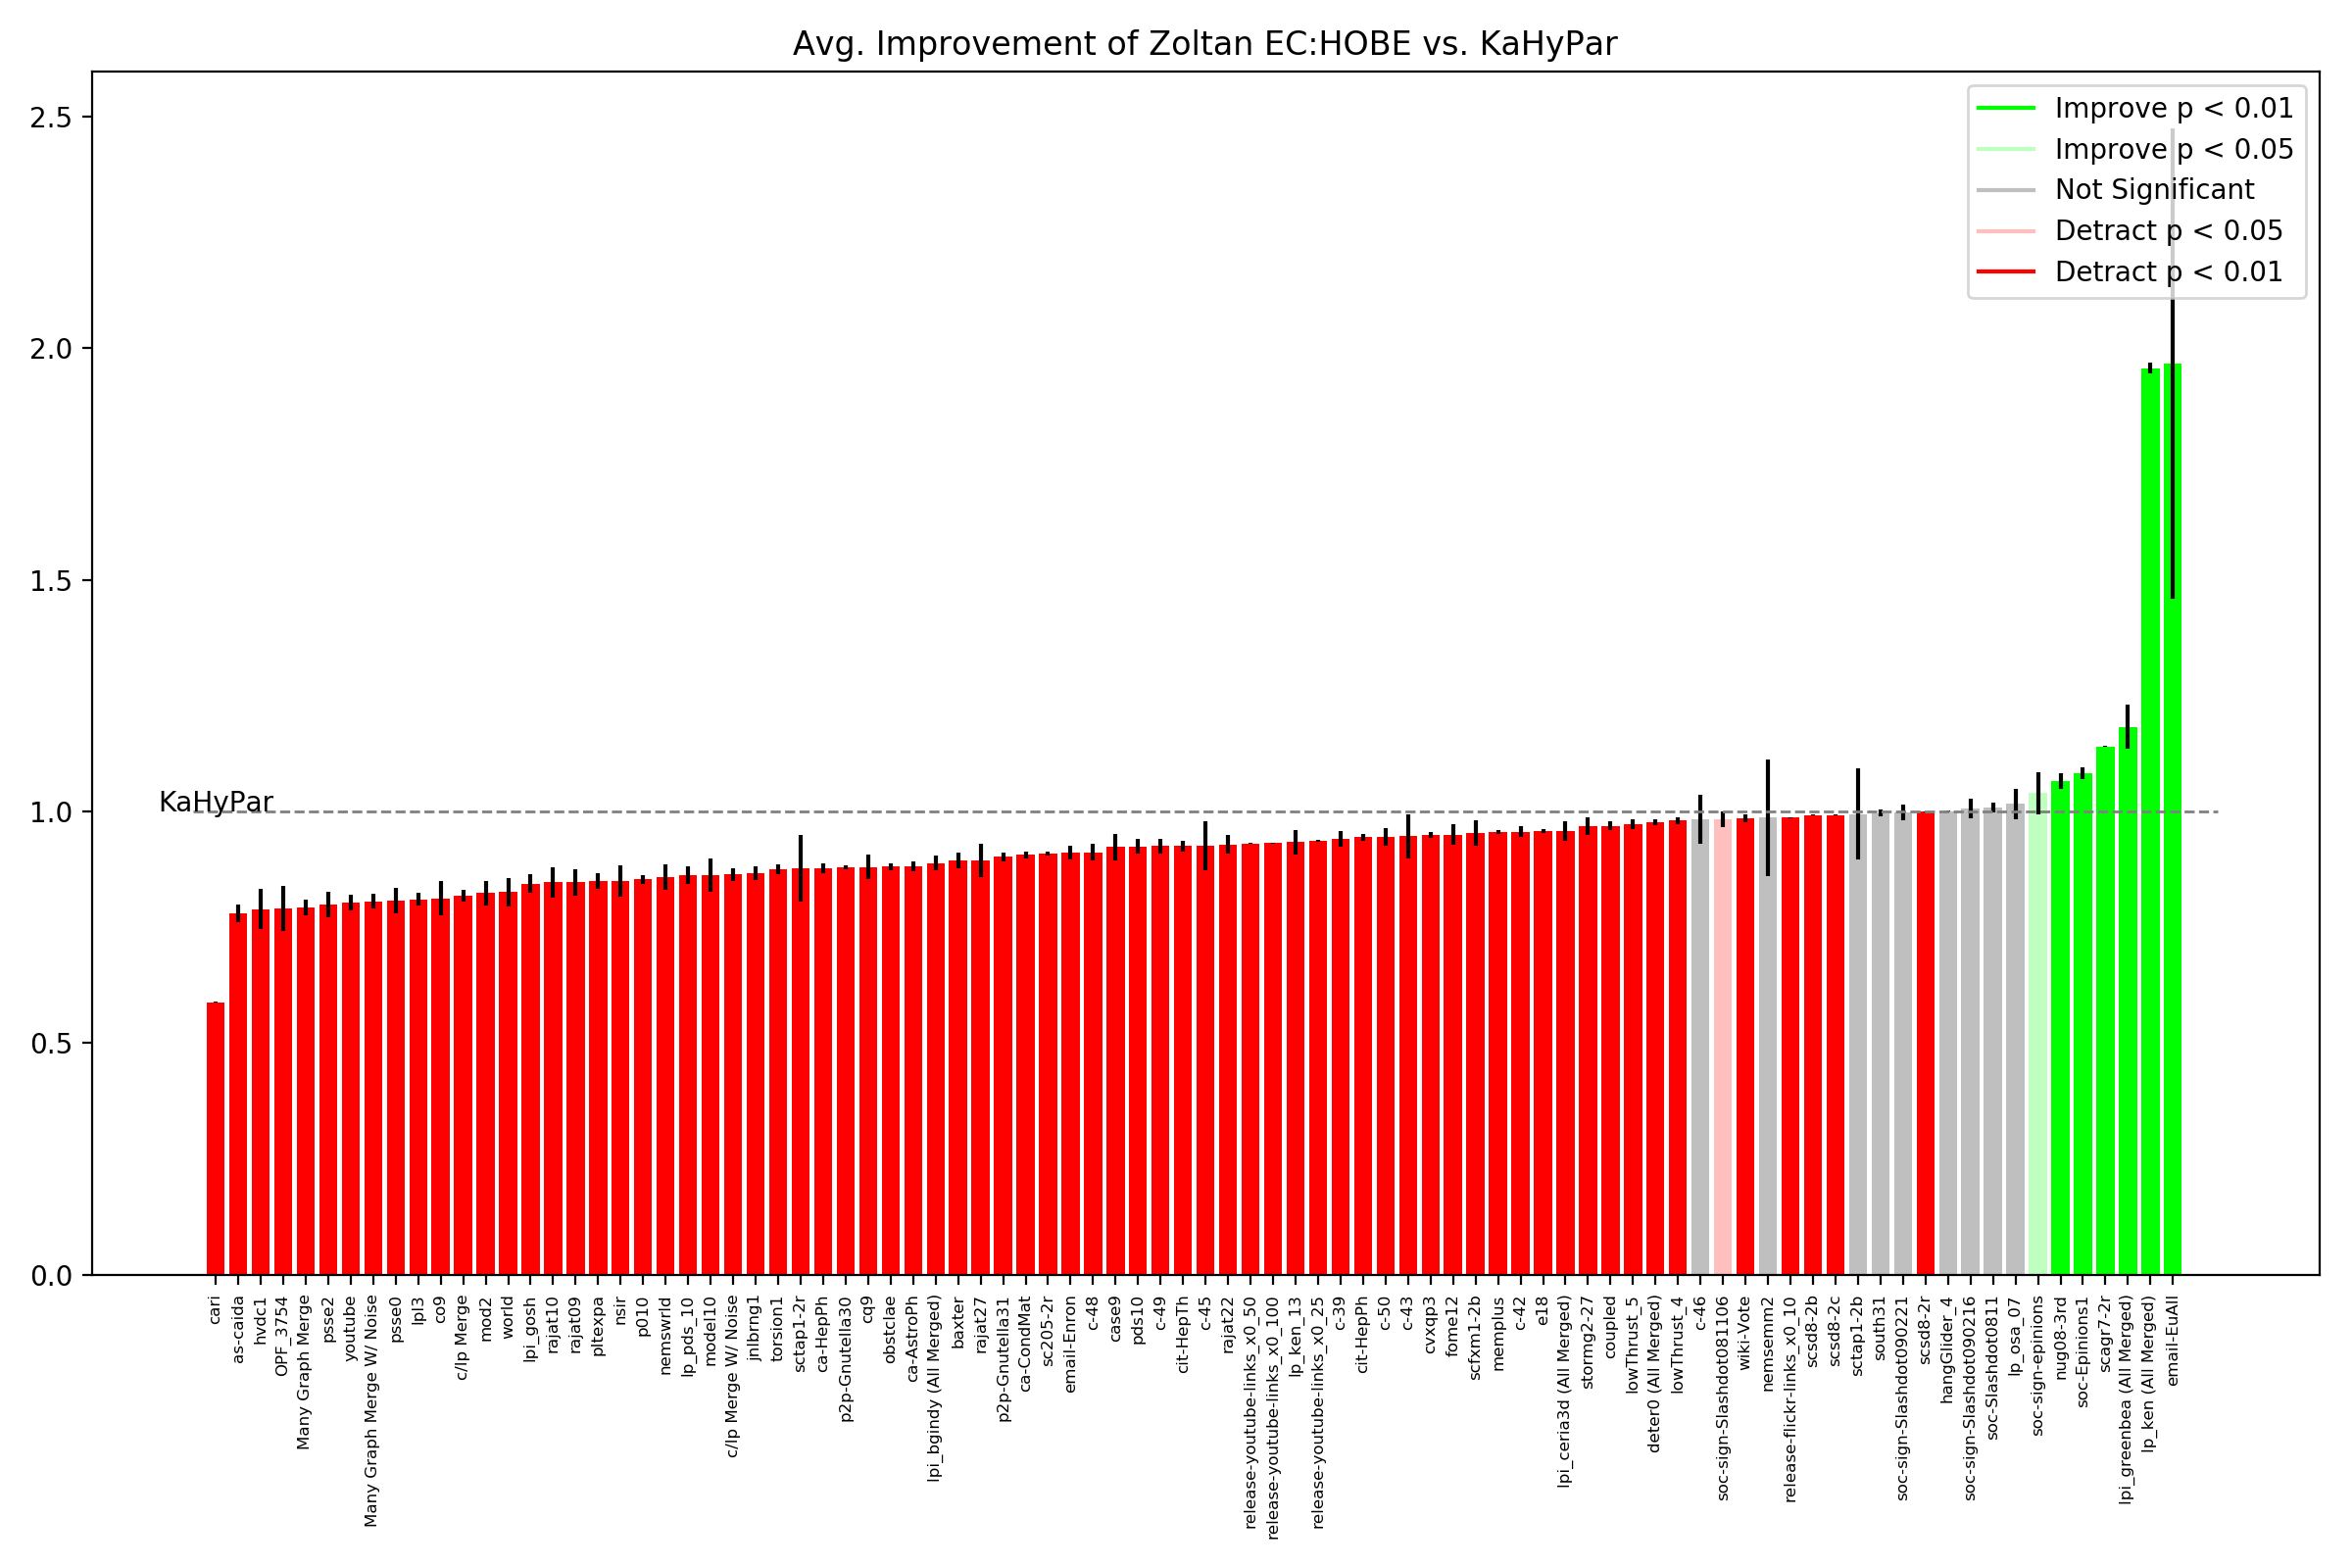 Avg. Improvement of Zoltan EC:HOBE vs. KaHyPar
Improve p < 0.01
Improve p < 0.05
Not Significant
Detract p < 0.05
Detract p < 0.01
2.5
2.0
1.5
1.0
0.5
0.0
KaHyPar
cari
as-caida
hvdc1
OPF_3754
Many Graph Merge
psse2
youtube
Many Graph Merge W/ Noise
psse0
lpl3
co9
c/lp Merge
mod2
world
lpi_gosh
rajat10
rajat09
pltexpa
nsir
p010
nemswrld
lp_pds_10
model10
c/lp Merge W/ Noise
jnlbrng1
torsion1
sctap1-2r
ca-HepPh
p2p-Gnutella30
cq9
obstclae
ca-AstroPh
lpi_bgindy (All Merged)
baxter
rajat27
p2p-Gnutella31
ca-CondMat
sc205-2r
email-Enron
c-48
case9
pds10
c-49
cit-HepTh
c-45
rajat22
release-youtube-links_x0_50
release-youtube-links_x0_100
lp_ken_13
release-youtube-links_x0_25
c-39
cit-HepPh
c-50
c-43
cvxqp3
fome12
scfxm1-2b
memplus
c-42
e18
lpi_ceria3d (All Merged)
stormg2-27
coupled
lowThrust_5
deter0 (All Merged)
lowThrust_4
c-46
soc-sign-Slashdot081106
wiki-Vote
nemsemm2
release-flickr-links_x0_10
scsd8-2b
scsd8-2c
sctap1-2b
south31
soc-sign-Slashdot090221
scsd8-2r
hangGlider_4
soc-sign-Slashdot090216
soc-Slashdot0811
lp_osa_07
soc-sign-epinions
nug08-3rd
soc-Epinions1
scagr7-2r
lpi_greenbea (All Merged)
lp_ken (All Merged)
email-EuAll